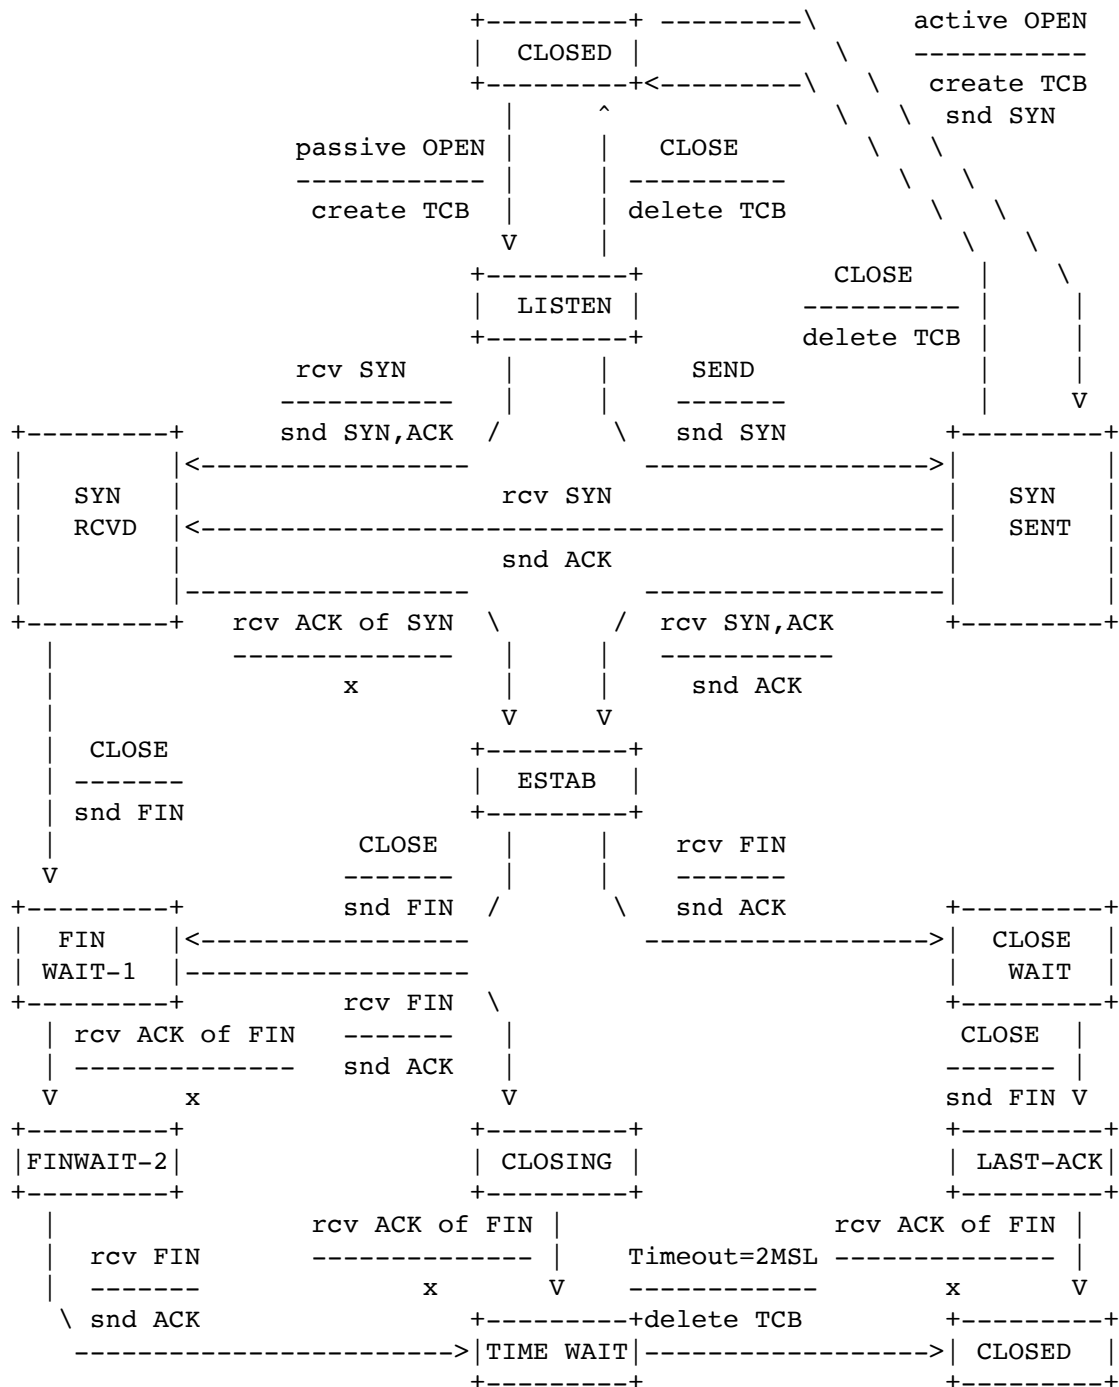 +---------+ ---------\      active OPEN
|  CLOSED |            \    -----------
+---------+<---------\   \   create TCB
  |     ^              \   \  snd SYN
passive OPEN |     |   CLOSE        \   \
------------ |     | ----------       \   \
create TCB  |     | delete TCB         \   \
V     |                      \   \
+---------+            CLOSE    |    \
|  LISTEN |          ---------- |     |
+---------+          delete TCB |     |
rcv SYN      |     |     SEND              |     |
-----------   |     |    -------            |     V
+---------+      snd SYN,ACK  /       \   snd SYN          +---------+
|         |<-----------------           ------------------>|         |
|   SYN   |                    rcv SYN                     |   SYN   |
|   RCVD  |<-----------------------------------------------|   SENT  |
|         |                    snd ACK                     |         |
|         |------------------           -------------------|         |
+---------+   rcv ACK of SYN  \       /  rcv SYN,ACK       +---------+
|           --------------   |     |   -----------
|                  x         |     |     snd ACK
|                            V     V
|  CLOSE                   +---------+
| -------                  |  ESTAB  |
| snd FIN                  +---------+
|                   CLOSE    |     |    rcv FIN
V                  -------   |     |    -------
+---------+          snd FIN  /       \   snd ACK          +---------+
|  FIN    |<-----------------           ------------------>|  CLOSE  |
| WAIT-1  |------------------                              |   WAIT  |
+---------+          rcv FIN  \                            +---------+
| rcv ACK of FIN   -------   |                            CLOSE  |
| --------------   snd ACK   |                           ------- |
V        x                   V                           snd FIN V
+---------+                  +---------+                   +---------+
|FINWAIT-2|                  | CLOSING |                   | LAST-ACK|
+---------+                  +---------+                   +---------+
|                rcv ACK of FIN |                 rcv ACK of FIN |
|  rcv FIN       -------------- |    Timeout=2MSL -------------- |
|  -------              x       V    ------------        x       V
\ snd ACK                 +---------+delete TCB         +---------+
------------------------>|TIME WAIT|------------------>| CLOSED  |
+---------+                   +---------+